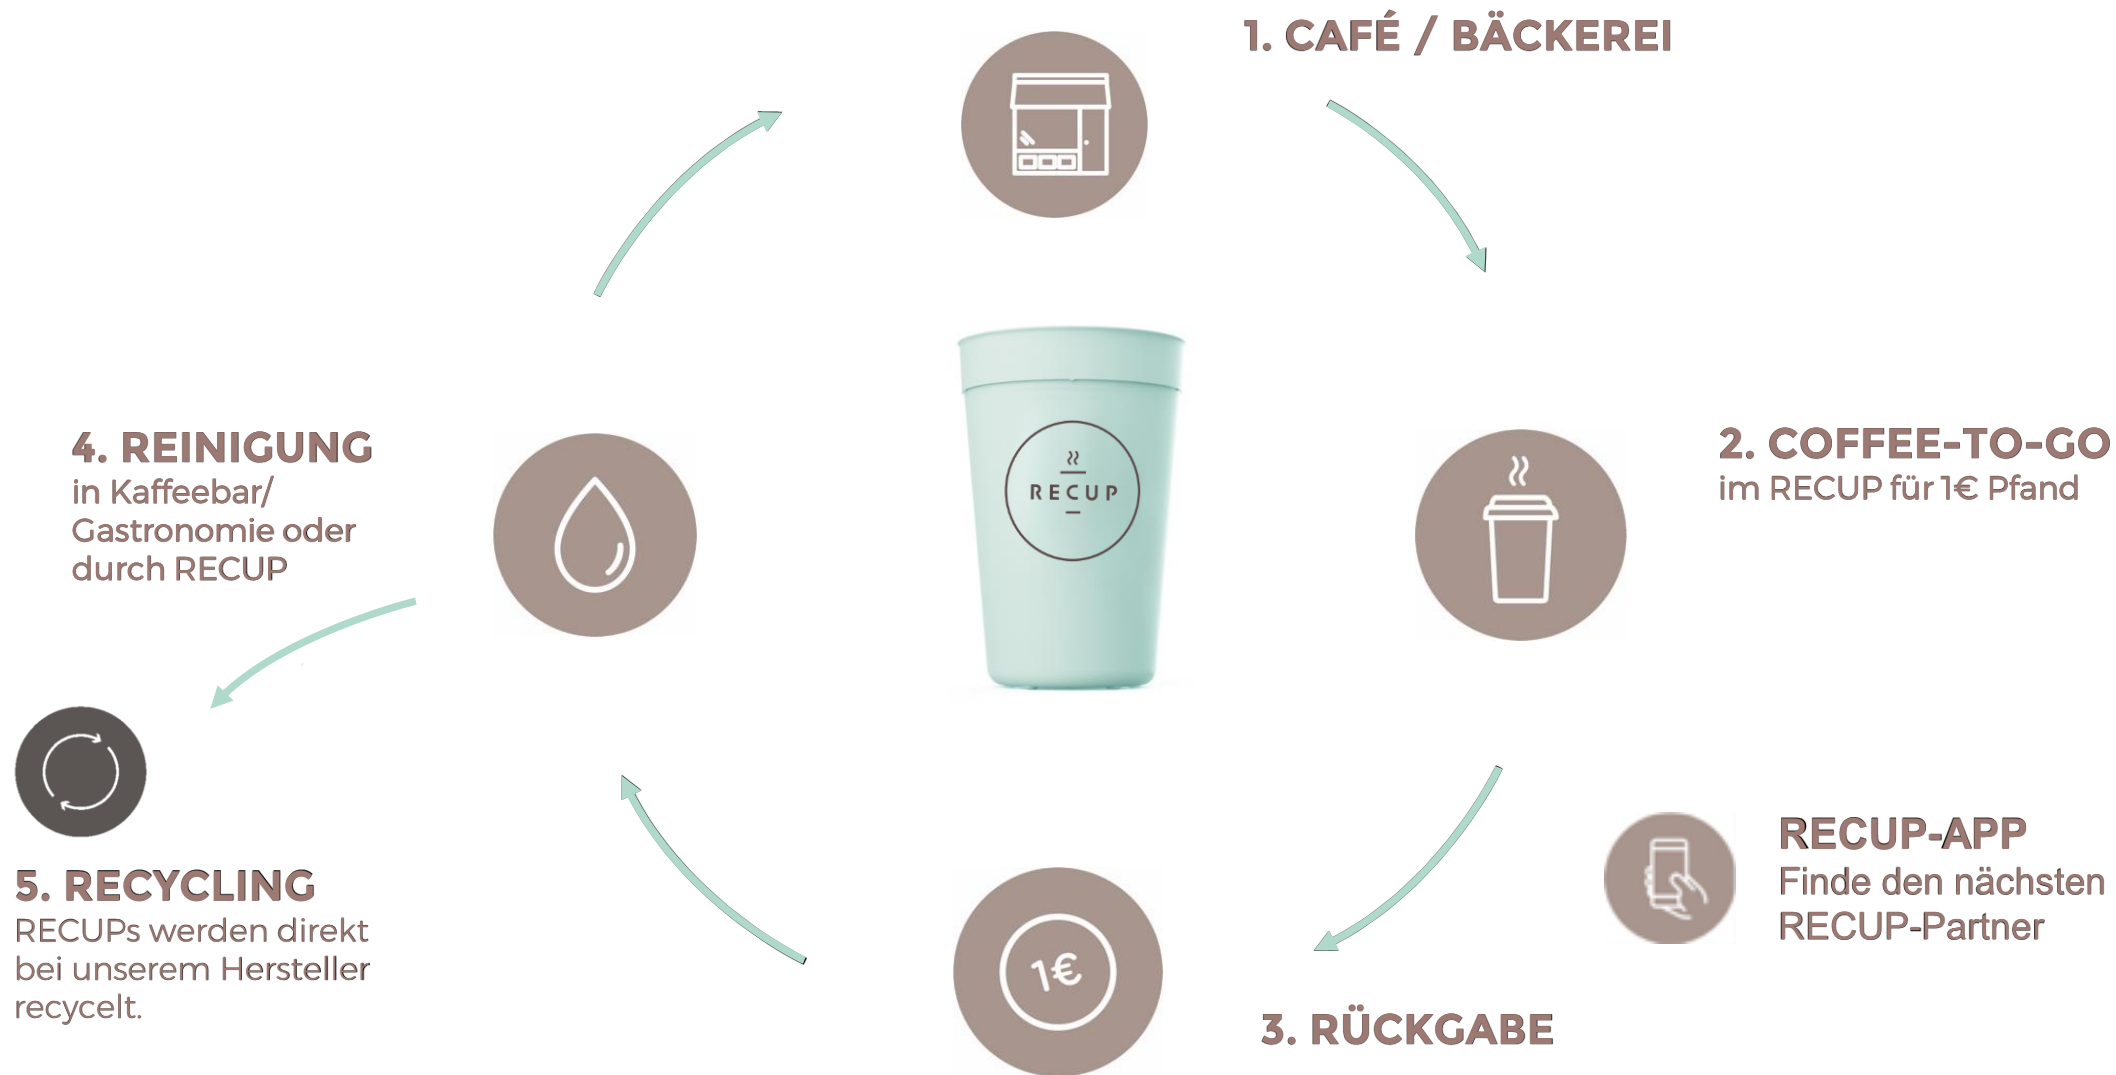 1. CAFÉ / BÄCKEREI
2. COFFEE-TO-GO
im RECUP für 1€ Pfand
RECUP
RECUP-APP
Finde den nächsten
RECUP-Partner
3. RÜCKGABE
1€
4. REINIGUNG
in Kaffeebar/
Gastronomie oder
durch RECUP
5. RECYCLING
RECUPs werden direkt
bei unserem Hersteller
recycelt.